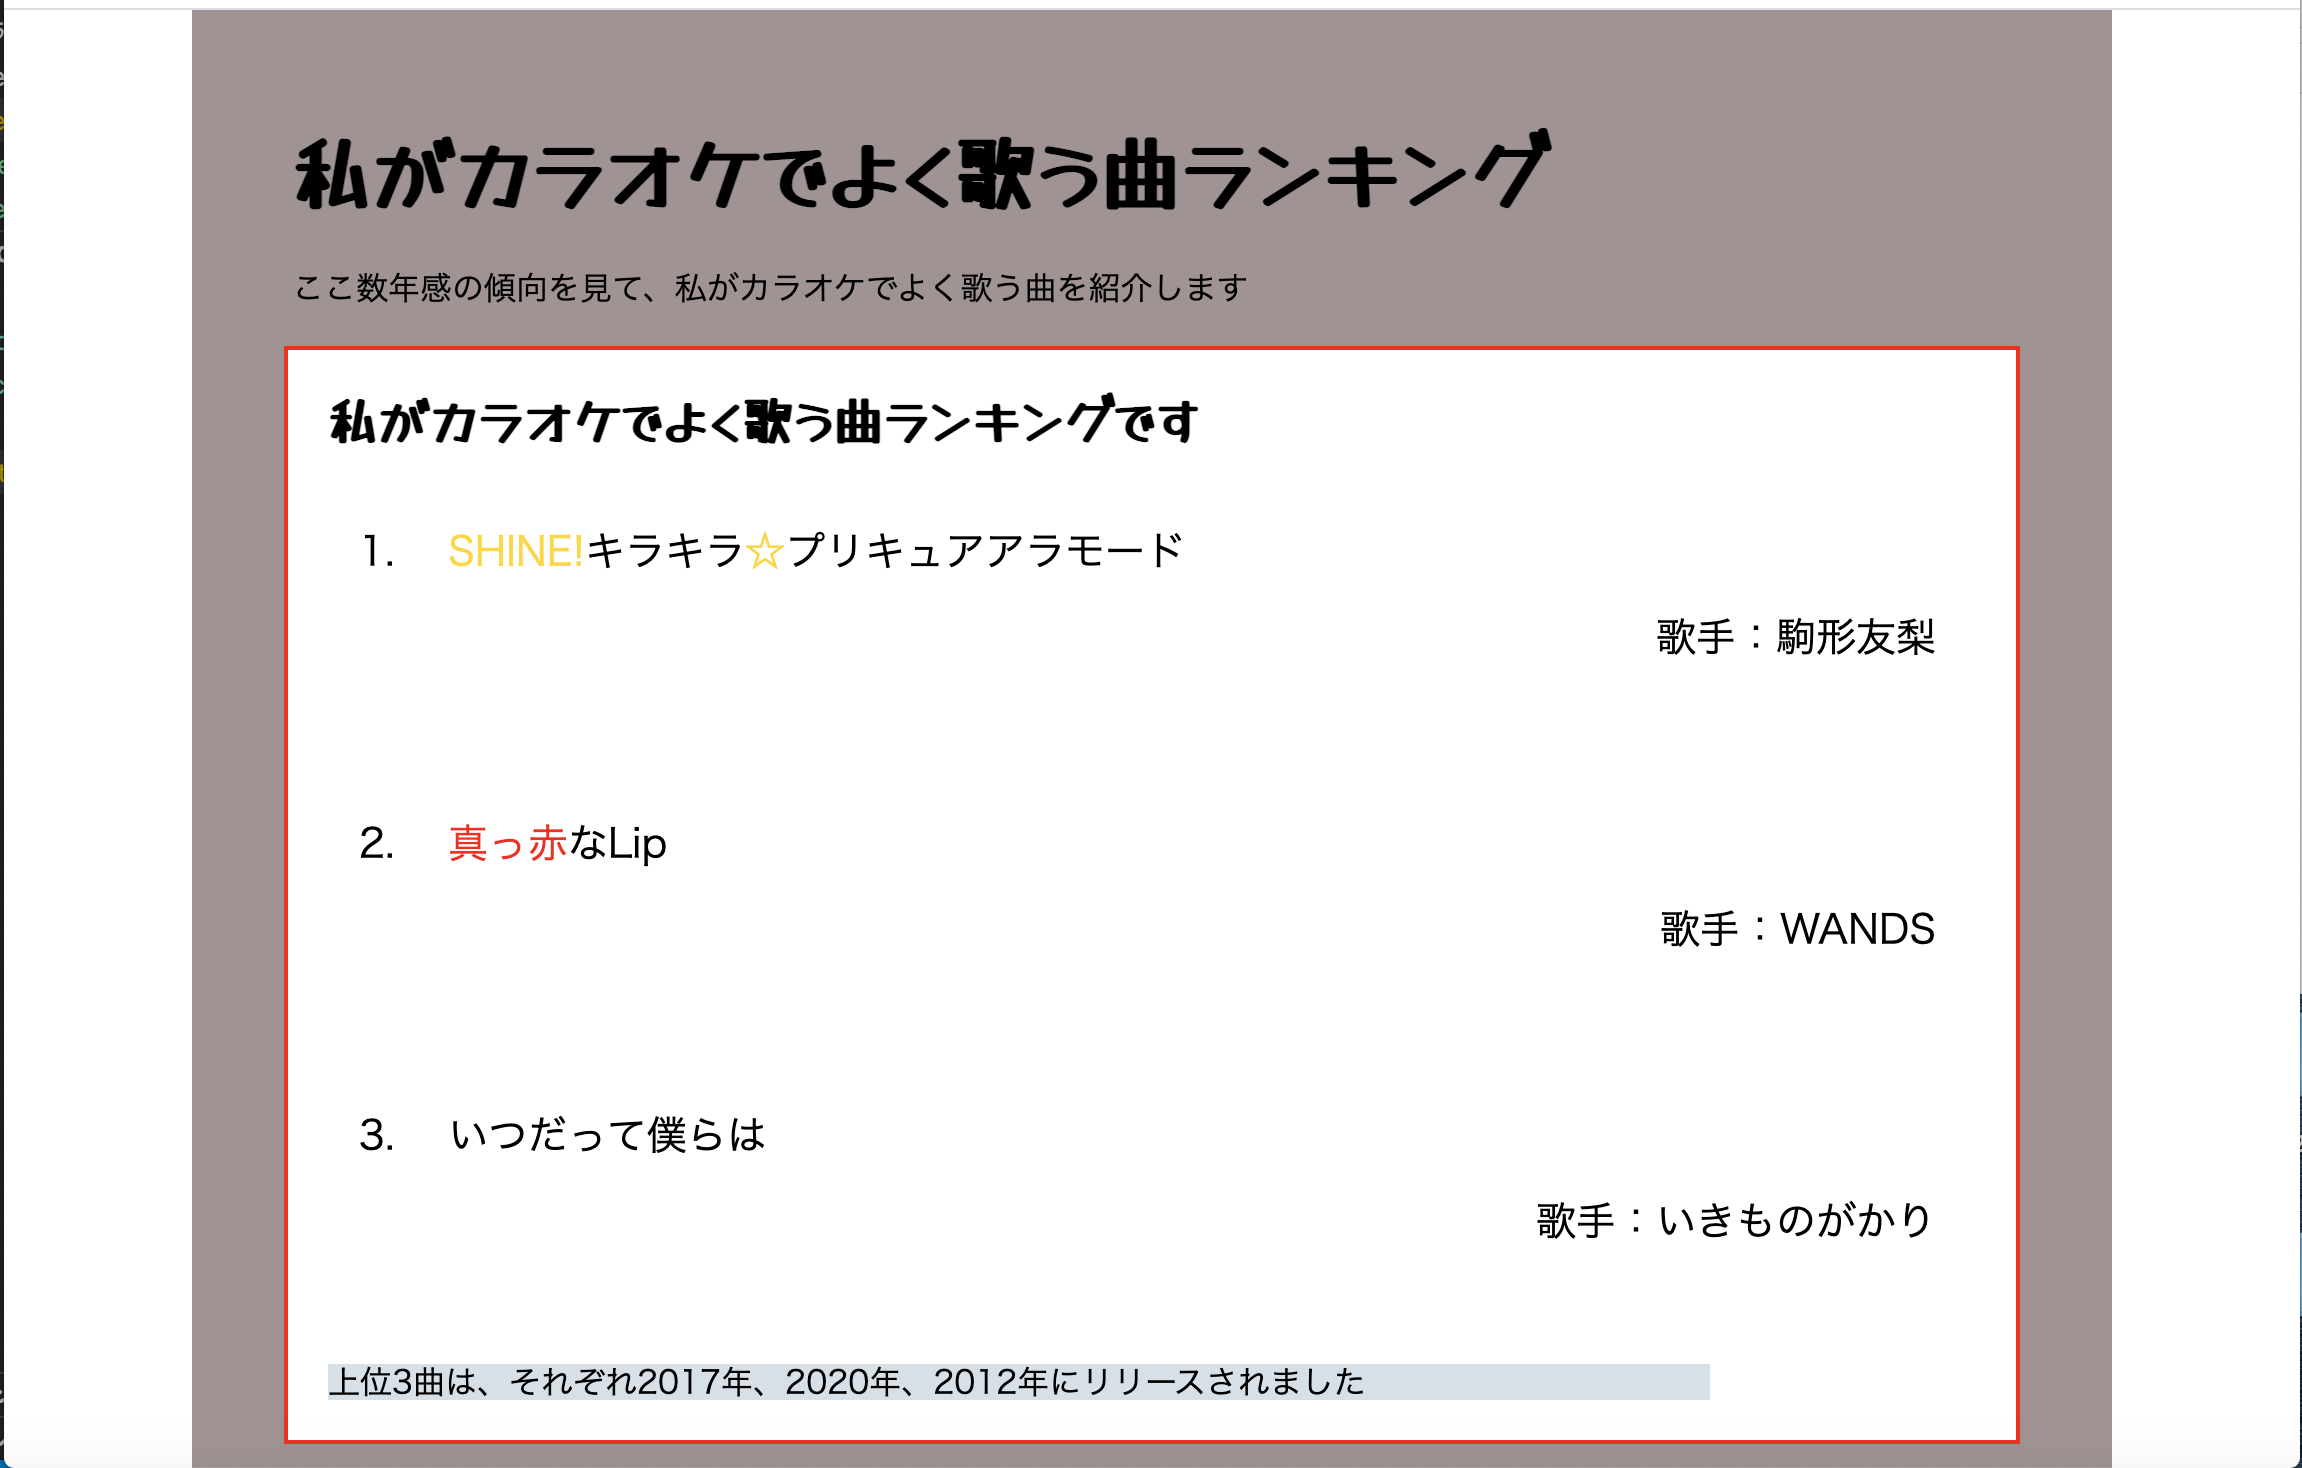 私がカラオケでよく歌う曲ランキング
ここ数年感の傾向を見て、私がカラオケでよく歌う曲を紹介します
私がカラオケでよく歌う曲ランキングです
1. SHINE!キラキラ☆プリキュアアラモード
歌手：駒形友梨
2. 真っ赤なLip
歌手：WANDS
3. いつだって僕らは
歌手：いきものがかり
上位3曲は、それぞれ2017年、2020年、2012年にリリースされました